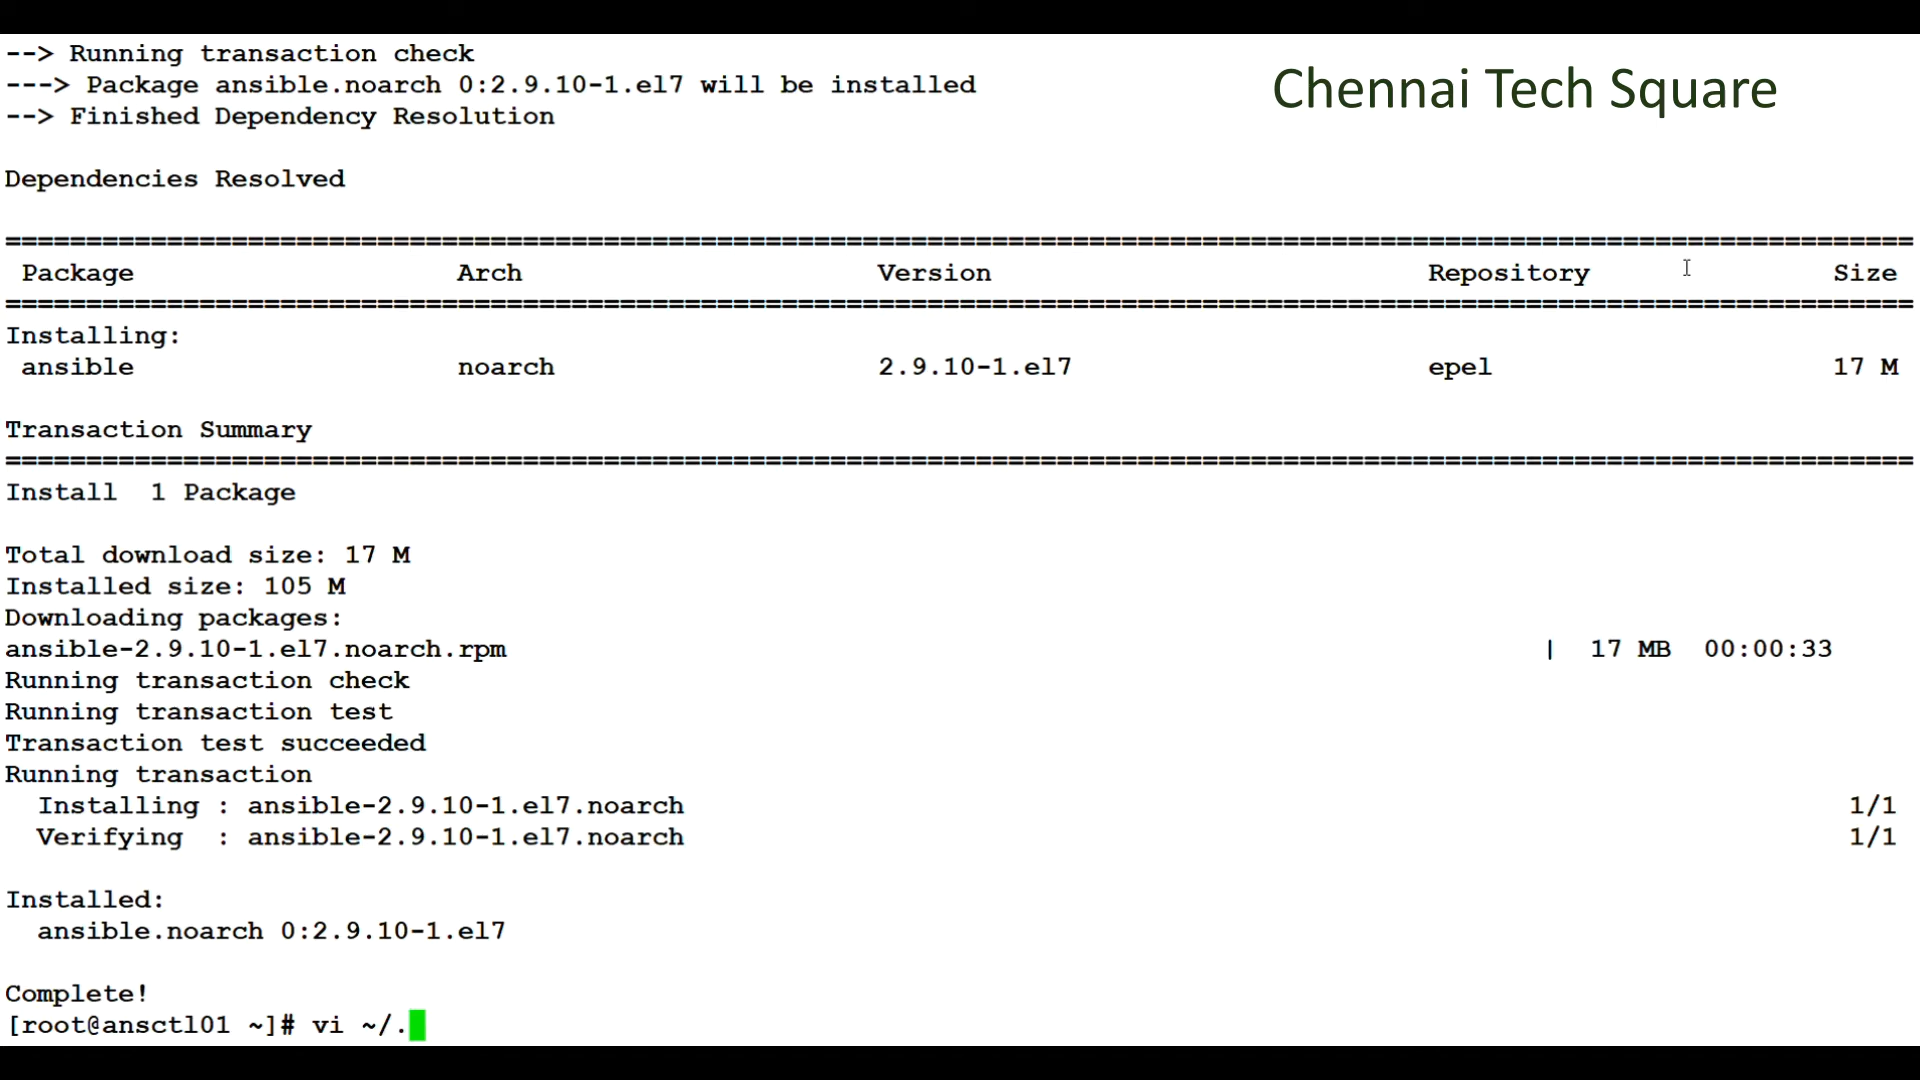 --> Running transaction check
---> Package ansible.noarch 0:2.9.10-1.el7 will be installed
Chennai Tech Square
--> Finished Dependency Resolution
Dependencies Resolved
======================================================================================================================
Package Arch Version Repository Size
======================================================================================================================
Installing:
ansible noarch 2.9.10-1.el7 epel 17 M
Transaction Summary
======================================================================================================================
Install 1 Package
Total download size: 17 M
Installed size: 105 M
Downloading packages:
ansible-2.9.10-1.el7.noarch.rpm | 17 MB 00:00:33
Running transaction check
Running transaction test
Transaction test succeeded
Running transaction
Installing : ansible-2.9.10-1.el7.noarch 1/1
Verifying : ansible-2.9.10-1.el7.noarch 1/1
Installed:
ansible.noarch 0:2.9.10-1.el7
Complete!
[root@ansctl01 ~]# vi ~/.